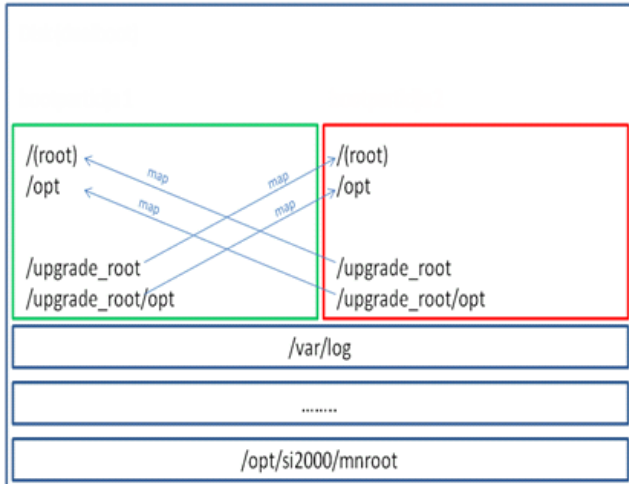 /(root)
/opt
/upgrade_root
/upgrade_root/opt
map
map
map
map
/(root)
/opt
/upgrade_root
/upgrade_root/opt
/var/log
........
/opt/si2000/mnroot